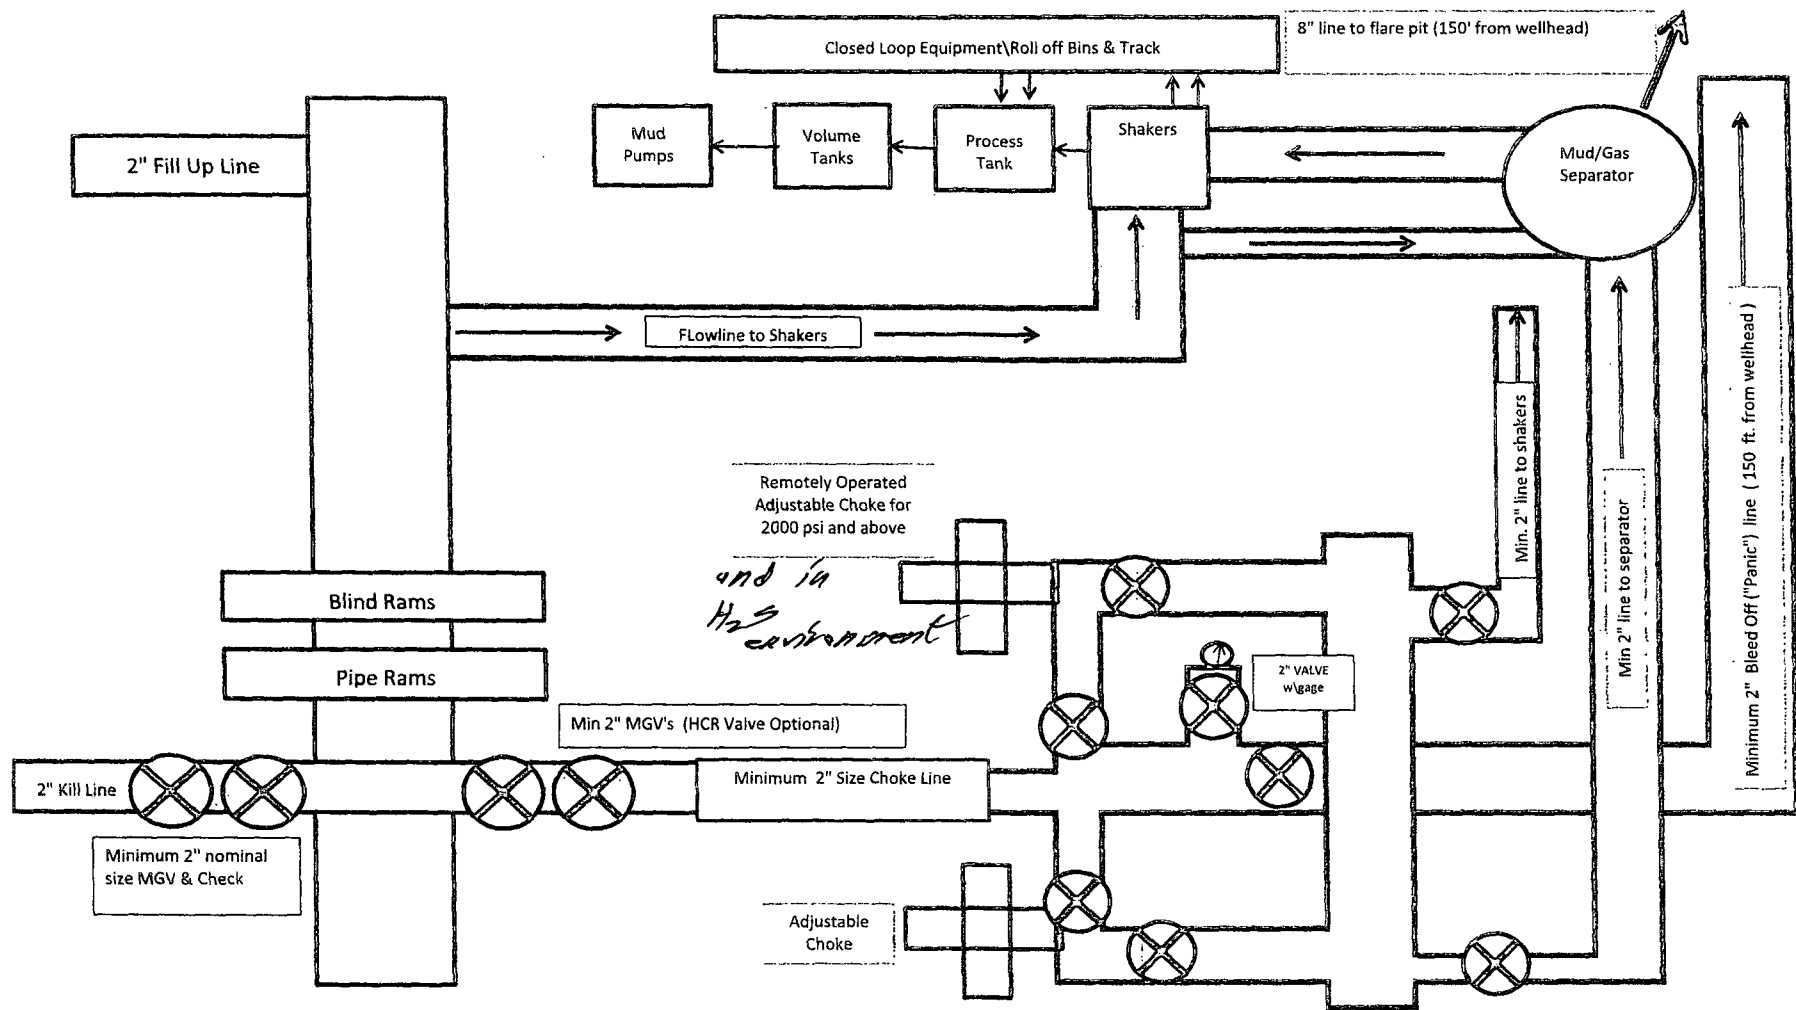 Closed Loop Equipment\Roll off Bins & Track
8" line to flare pit (150' from wellhead)
Mud
Pumps
Volume
Tanks
Process
Tank
Shakers
Mud/Gas
Separator
2" Fill Up Line
FLowline to Shakers
Min. 2" line to shakers
Min 2" line to separator
Minimum 2" Bleed Off ("Panic") line ( 150 ft. from wellhead )
Remotely Operated
Adjustable Choke for
2000 psi and above
and in
H2S
environment
Blind Rams
Pipe Rams
2" VALVE
w\gage
Min 2" MGV's (HCR Valve Optional)
2" Kill Line
Minimum 2" Size Choke Line
Minimum 2" nominal
size MGV & Check
Adjustable
Choke